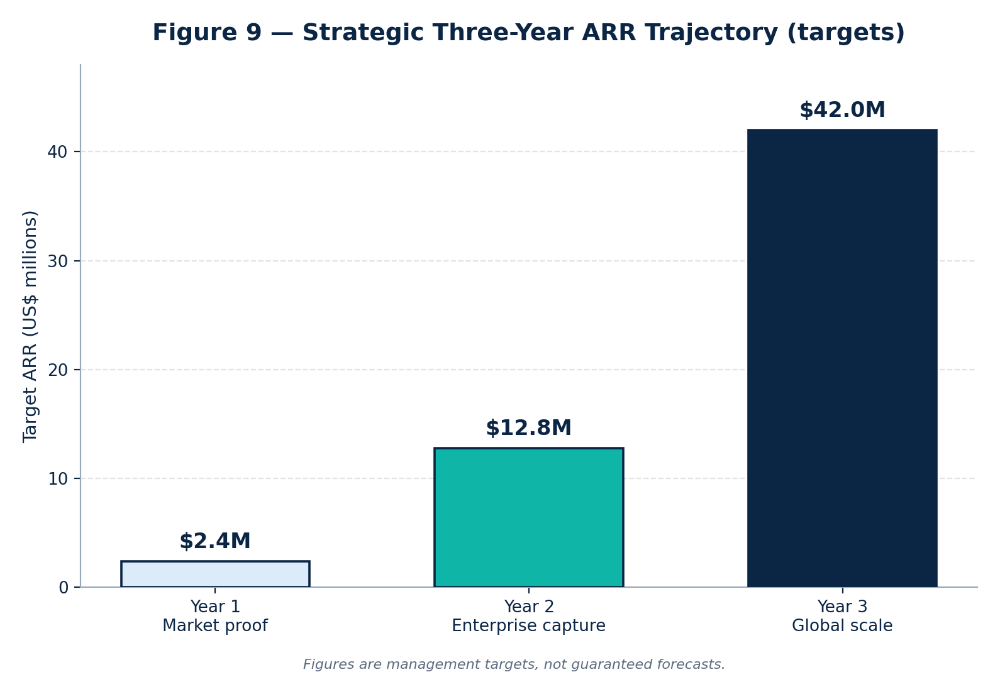 Figure 9 — Strategic Three-Year ARR Trajectory (targets)
Target ARR (US$ millions)
40
30
20
10
0
$2.4M
$12.8M
$42.0M
Year 1
Market proof
Year 2
Enterprise capture
Year 3
Global scale
Figures are management targets, not guaranteed forecasts.